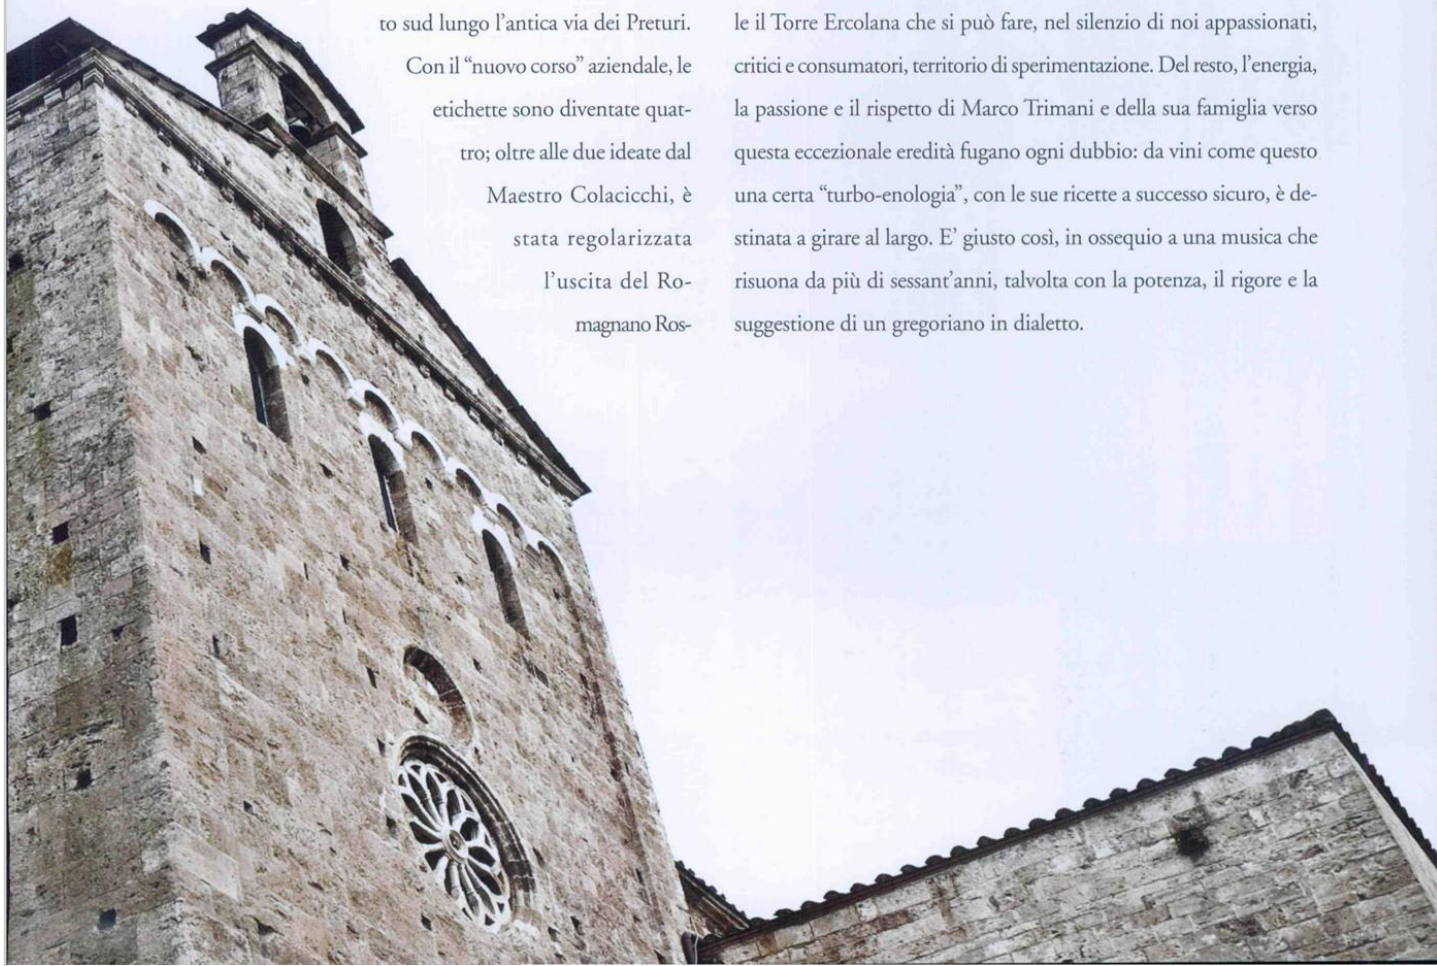 to sud lungo l'antica via dei Preturi.
Con il “nuovo corso” aziendale, le
etichette sono diventate quat-
tro; oltre alle due ideate dal
Maestro Colacicchi, è
stata regolarizzata
l'uscita del Ro-
magnano Ros-
le il Torre Ercolana che si può fare, nel silenzio di noi appassionati,
critici e consumatori, territorio di sperimentazione. Del resto, l'energia,
la passione e il rispetto di Marco Trimani e della sua famiglia verso
questa eccezionale eredità fugano ogni dubbio: da vini come questo
una certa “turbo-enologia”, con le sue ricette a successo sicuro, è de-
stinata a girare al largo. E' giusto così, in ossequio a una musica che
risuona da più di sessant'anni, talvolta con la potenza, il rigore e la
suggestione di un gregoriano in dialetto.